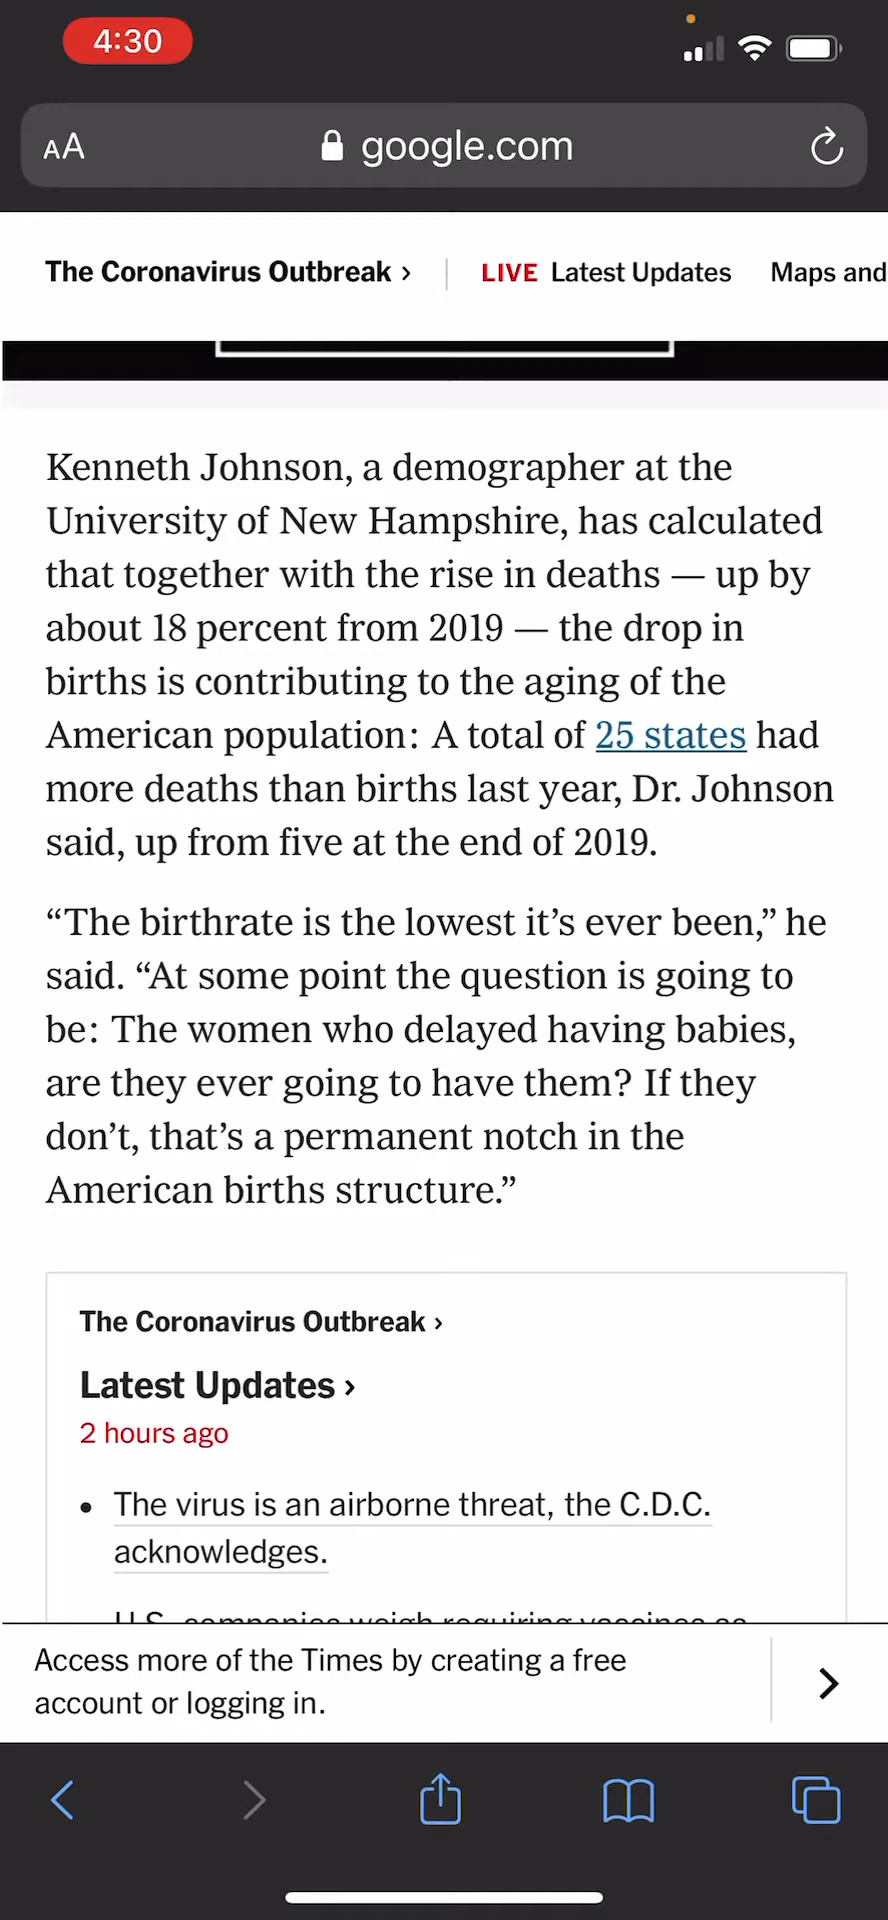 4:30
AA google.com
The Coronavirus Outbreak › LIVE Latest Updates Maps and
Kenneth Johnson, a demographer at the
University of New Hampshire, has calculated
that together with the rise in deaths — up by
about 18 percent from 2019 — the drop in
births is contributing to the aging of the
American population: A total of 25 states had
more deaths than births last year, Dr. Johnson
said, up from five at the end of 2019.
“The birthrate is the lowest it’s ever been,” he
said. “At some point the question is going to
be: The women who delayed having babies,
are they ever going to have them? If they
don’t, that’s a permanent notch in the
American births structure.”
The Coronavirus Outbreak ›
Latest Updates ›
2 hours ago
• The virus is an airborne threat, the C.D.C.
acknowledges.
U.S. companies weigh requiring vaccines as
Access more of the Times by creating a free
account or logging in.